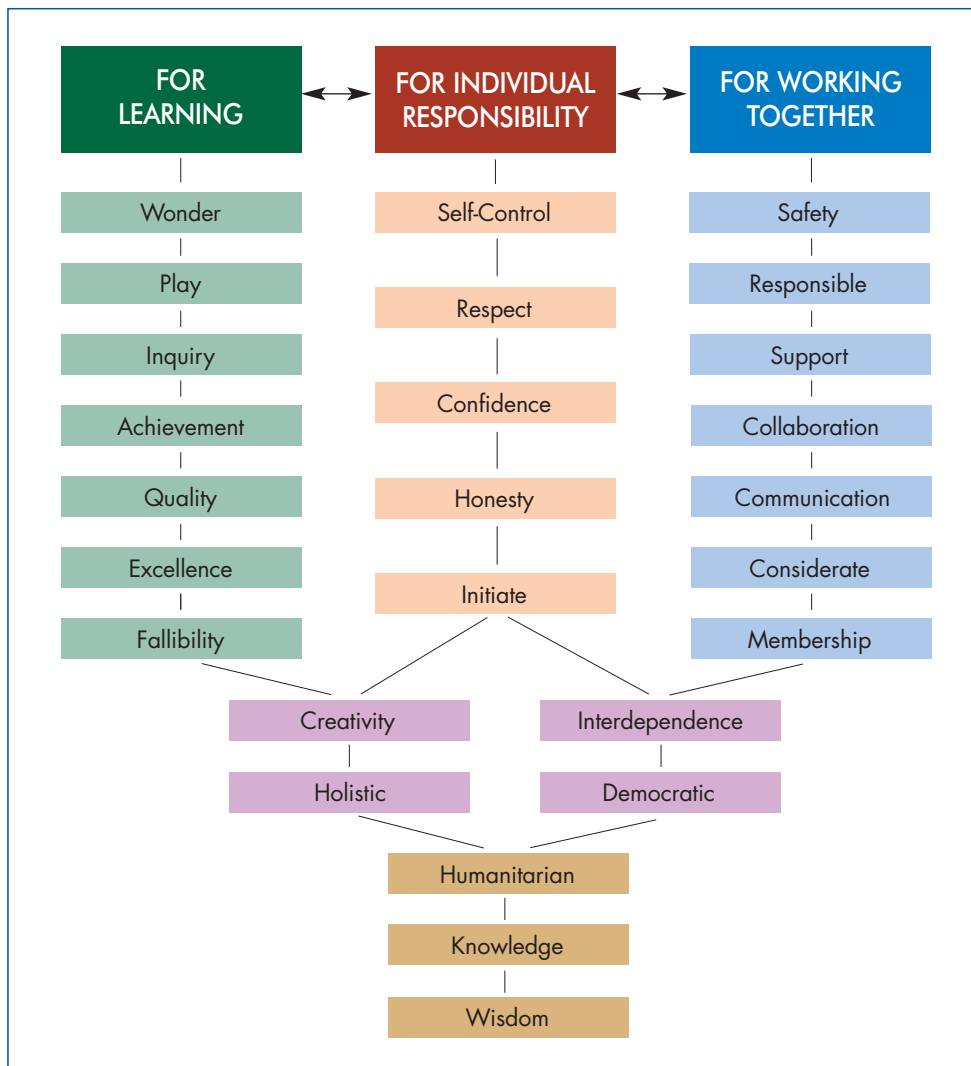 FOR
LEARNING
FOR INDIVIDUAL
RESPONSIBILITY
FOR WORKING
TOGETHER
Wonder
Play
Inquiry
Achievement
Quality
Excellence
Fallibility
Self-Control
Respect
Confidence
Honesty
Initiate
Safety
Responsible
Support
Collaboration
Communication
Considerate
Membership
Creativity
Holistic
Interdependence
Democratic
Humanitarian
Knowledge
Wisdom